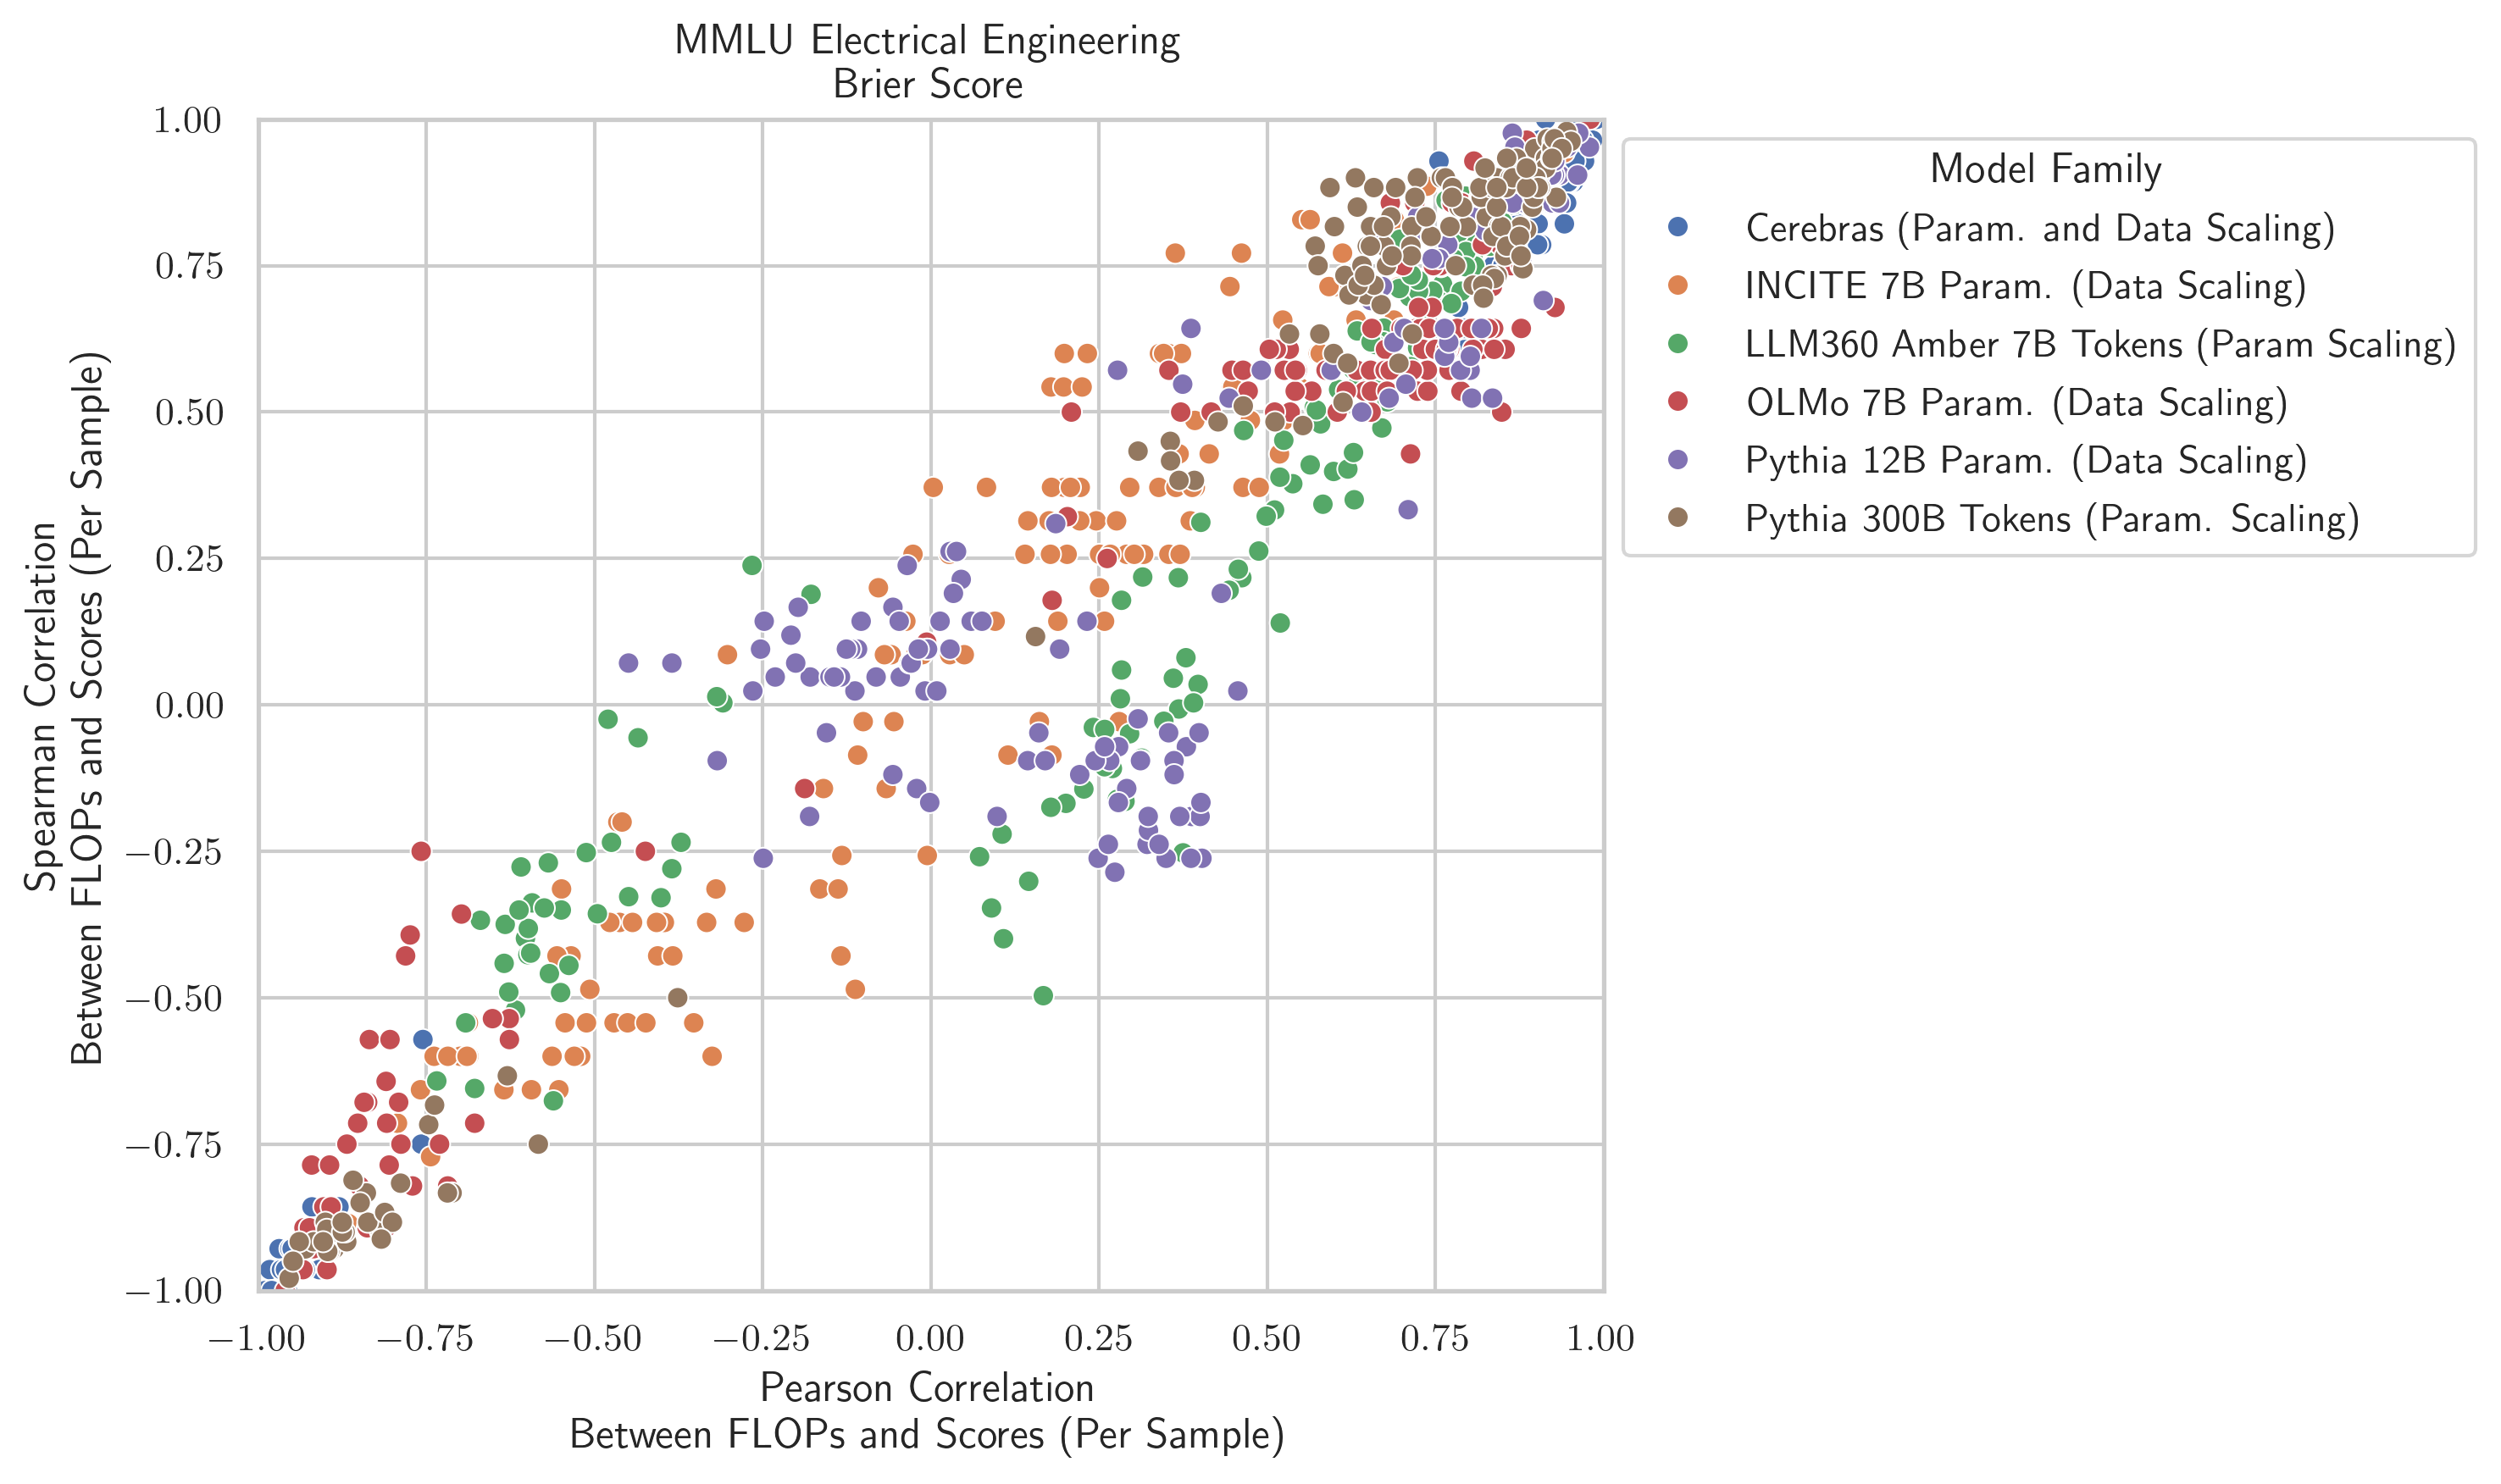 MMLU Electrical Engineering
Brier Score
1.00
0.75
0.50
0.25
0.00
−0.25
−0.50
−0.75
−1.00
Spearman Correlation
Between FLOPs and Scores (Per Sample)
−1.00 −0.75 −0.50 −0.25 0.00 0.25 0.50 0.75 1.00
Pearson Correlation
Between FLOPs and Scores (Per Sample)
Model Family
Cerebras (Param. and Data Scaling)
INCITE 7B Param. (Data Scaling)
LLM360 Amber 7B Tokens (Param Scaling)
OLMo 7B Param. (Data Scaling)
Pythia 12B Param. (Data Scaling)
Pythia 300B Tokens (Param. Scaling)